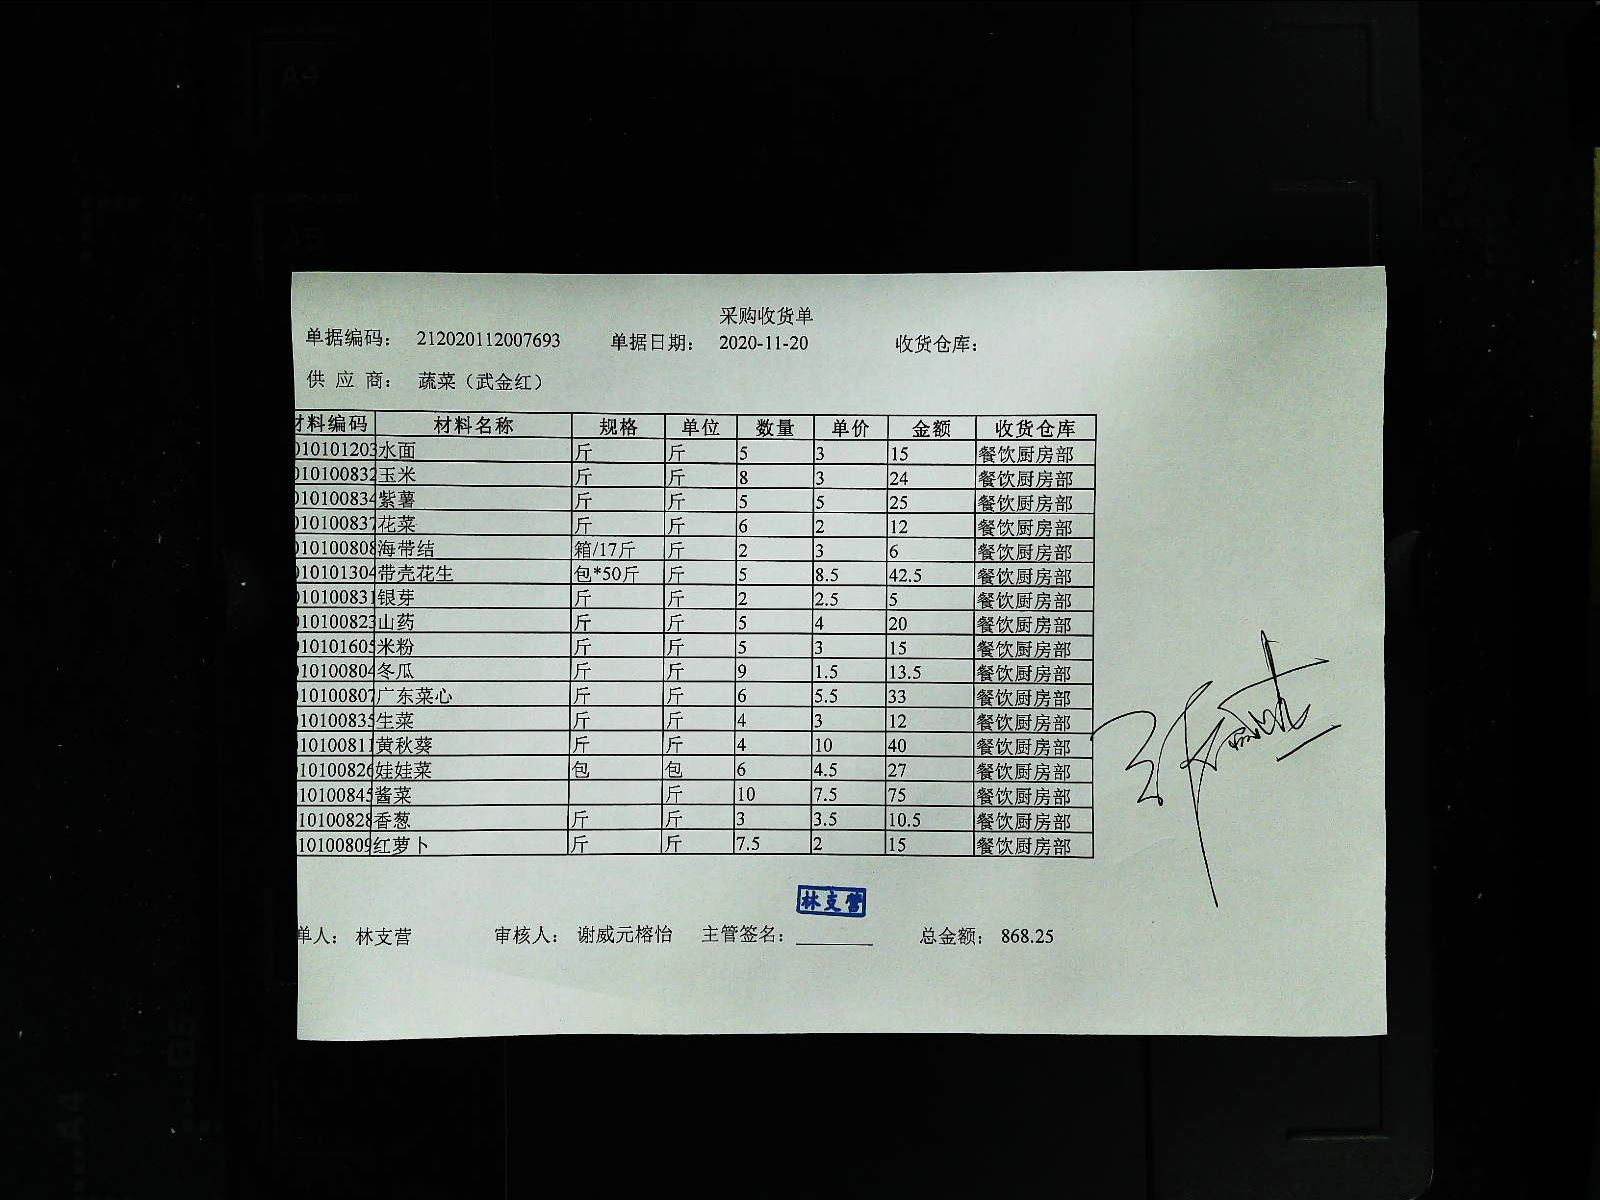 采购收货单
单据编码： 212020112007693 单据日期： 2020-11-20 收货仓库：
供 应 商： 蔬菜（武金红）
材料编码 材料名称 规格 单位 数量 单价 金额 收货仓库
010101203 水面 斤 斤 5 3 15 餐饮厨房部
010100832 玉米 斤 斤 8 3 24 餐饮厨房部
010100834 紫薯 斤 斤 5 5 25 餐饮厨房部
010100837 花菜 斤 斤 6 2 12 餐饮厨房部
010100808 海带结 箱/17斤 斤 2 3 6 餐饮厨房部
010101304 带壳花生 包*50斤 斤 5 8.5 42.5 餐饮厨房部
010100831 银芽 斤 斤 2 2.5 5 餐饮厨房部
010100823 山药 斤 斤 5 4 20 餐饮厨房部
010101605 米粉 斤 斤 5 3 15 餐饮厨房部
010100804 冬瓜 斤 斤 9 1.5 13.5 餐饮厨房部
010100807 广东菜心 斤 斤 6 5.5 33 餐饮厨房部
010100835 生菜 斤 斤 4 3 12 餐饮厨房部
010100811 黄秋葵 斤 斤 4 10 40 餐饮厨房部
010100826 娃娃菜 包 包 6 4.5 27 餐饮厨房部
010100845 酱菜 斤 10 7.5 75 餐饮厨房部
10100828 香葱 斤 斤 3 3.5 10.5 餐饮厨房部
10100809 红萝卜 斤 斤 7.5 2 15 餐饮厨房部
林支营
单人： 林支营 审核人： 谢威元榕怡 主管签名： 总金额： 868.25